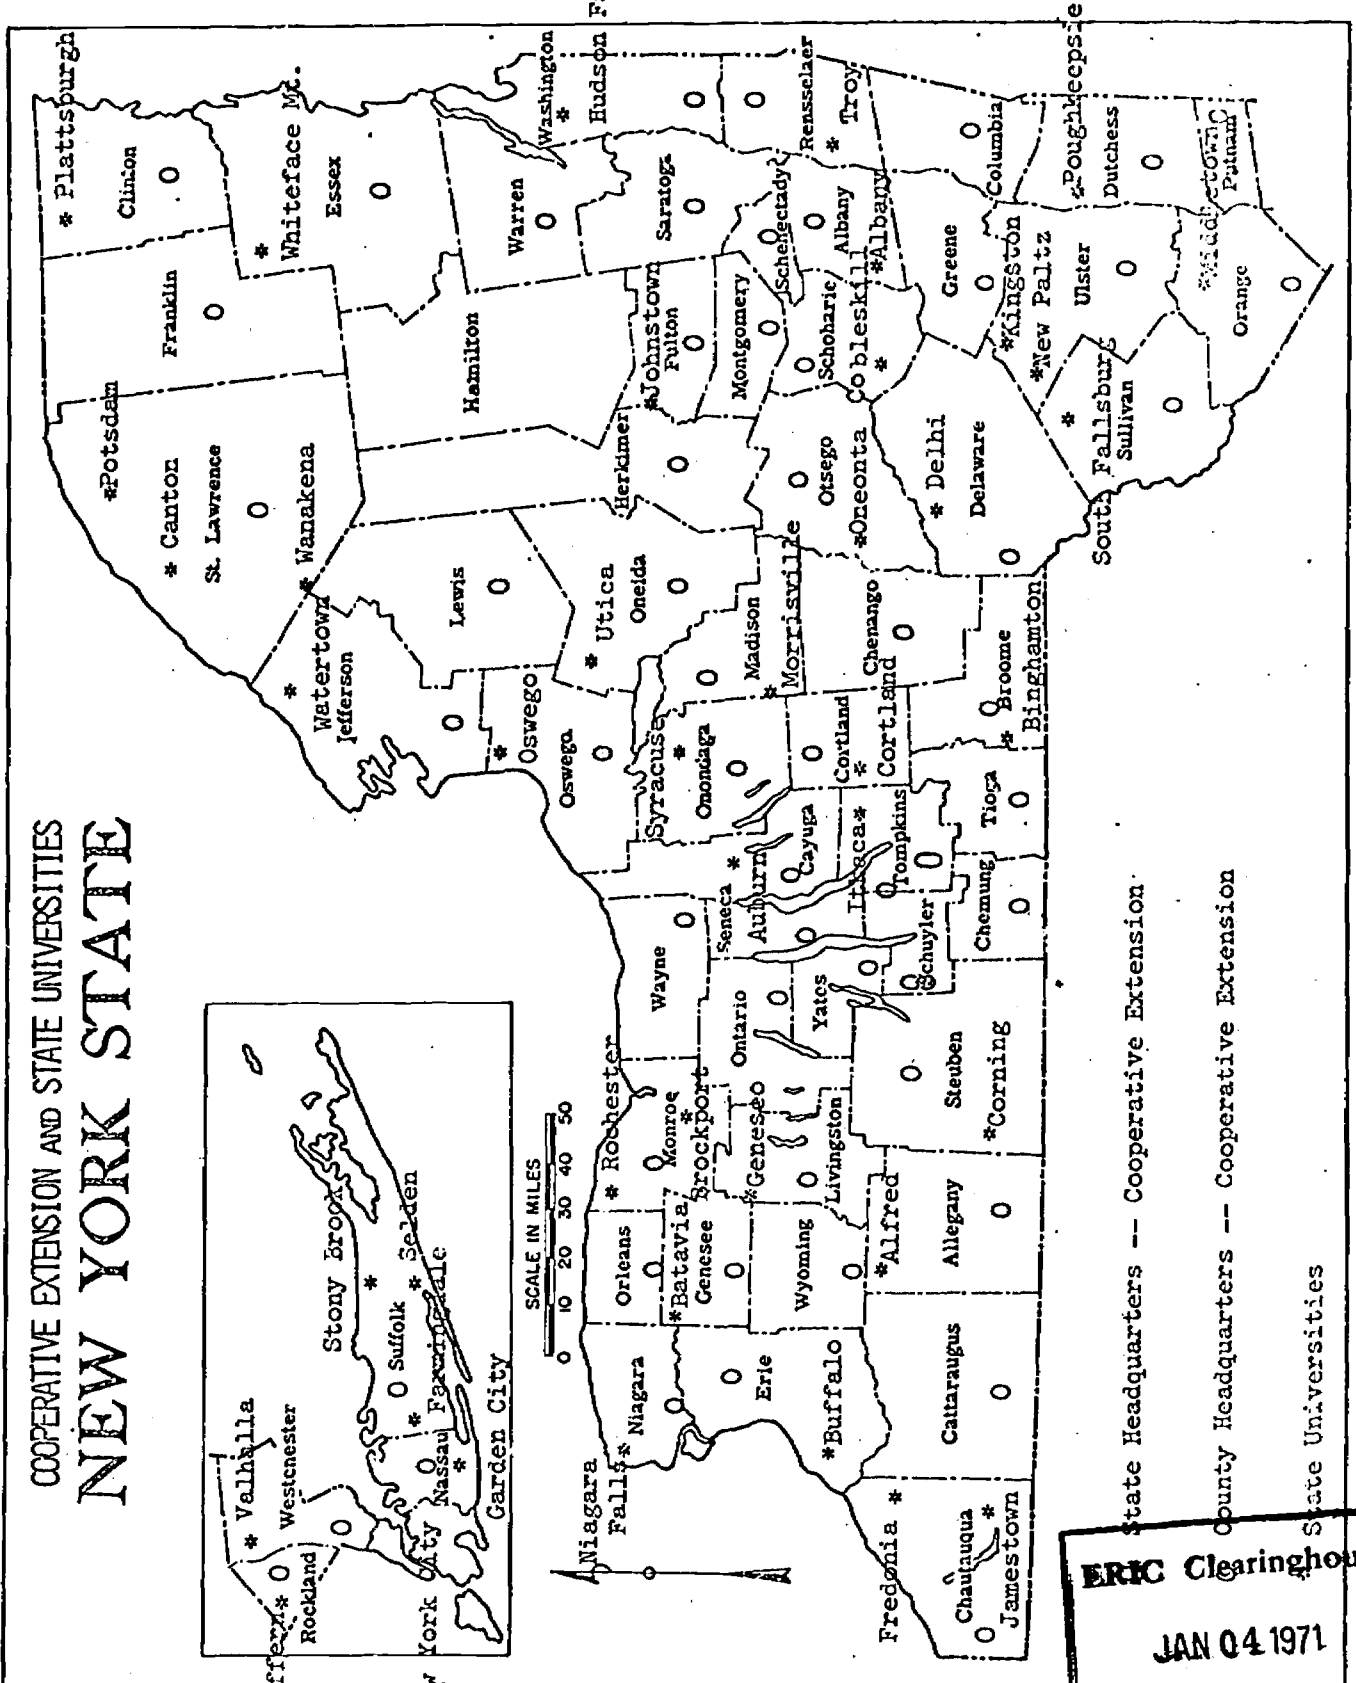 COOPERATIVE EXTENSION AND STATE UNIVERSITIES
NEW YORK STATE
Plattsburgh
Clinton
Franklin
Potsdam
Canton
St. Lawrence
Wanakena
Whiteface Mt.
Essex
Watertown
Jefferson
Lewis
Hamilton
Herkimer
Warren
Washington
Hudson F
Oswego
Oswego
Utica
Oneida
Johnstown
Fulton
Saratoga
Montgomery
Schenectady
Rensselaer
Troy
Niagara
Falls
Niagara
Orleans
Rochester
Monroe
Brockport
Batavia
Genesee
Wayne
Syracuse
Onondaga
Madison
Morrisville
Otsego
Oneonta
Schoharie
Cobleskill
Albany
Albany
Erie
Buffalo
Wyoming
Geneseo
Livingston
Ontario
Yates
Seneca
Auburn
Cayuga
Cortland
Cortland
Chenango
Delhi
Delaware
Greene
Columbia
Ithaca
Tompkins
Schuyler
Fredonia
Chautauqua
Jamestown
Cattaraugus
Alfred
Allegany
Steuben
Corning
Chemung
Tioga
Broome
Binghamton
Kingston
New Paltz
Ulster
Poughkeepsie
Dutchess
South Fallsburg
Sullivan
Middletown
Orange
Putnam
Valhalla
Westchester
Rockland
ffern
w York City
Stony Brook
Suffolk
Selden
Farmingdale
Nassau
Garden City
SCALE IN MILES
0 10 20 30 40 50
State Headquarters -- Cooperative Extension
County Headquarters -- Cooperative Extension
State Universities
ERIC Clearinghou
JAN 04 1971